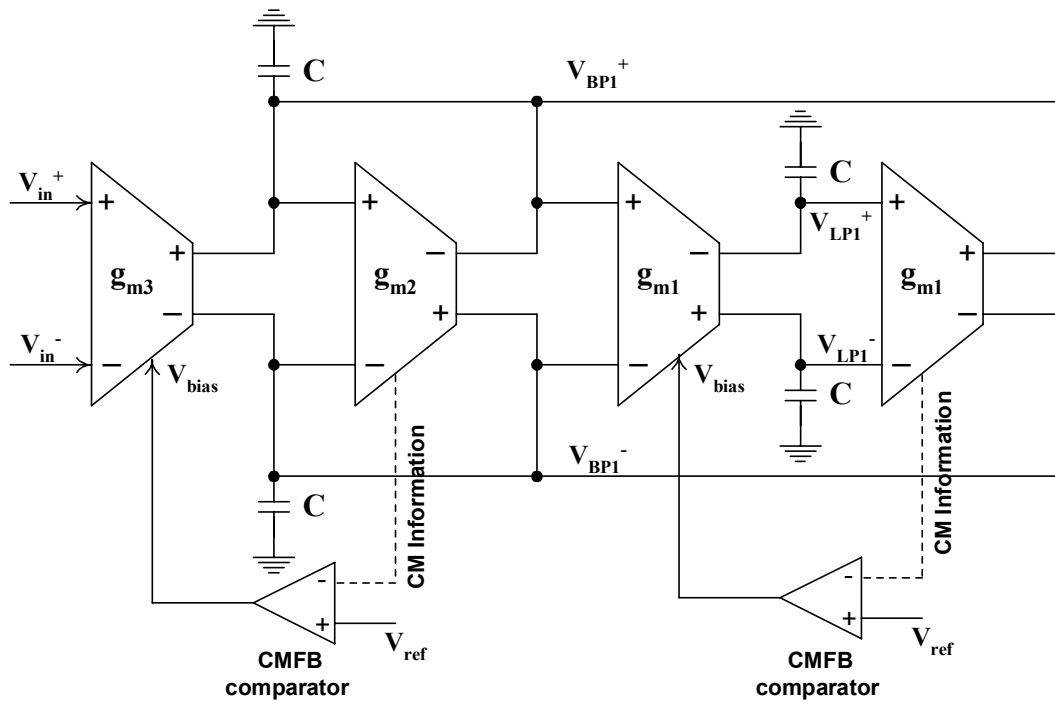 C
V_BP1^+
V_in^+
+
+
g_m3
−
V_in^-
−
V_bias
+
−
g_m2
+
−
C
V_BP1^-
+
−
g_m1
+
−
V_bias
C
V_LP1^+
V_LP1^-
C
+
+
g_m1
−
−
CM Information
CM Information
-
+
V_ref
CMFB
comparator
-
+
V_ref
CMFB
comparator